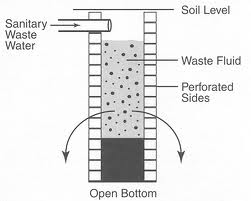 Soil Level
Sanitary
Waste
Water
Waste Fluid
Perforated
Sides
Open Bottom